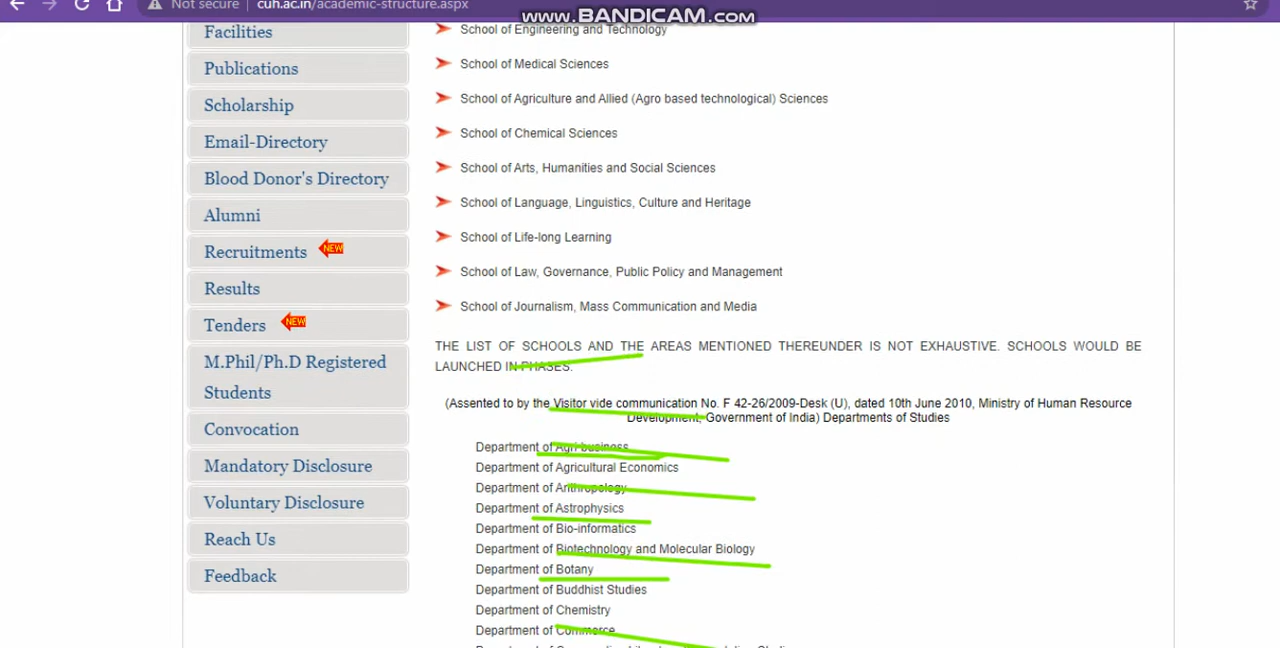 Not secure | cuh.ac.in/academic-structure.aspx
www.BANDICAM.com
Facilities
Publications
Scholarship
Email-Directory
Blood Donor's Directory
Alumni
Recruitments NEW
Results
Tenders NEW
M.Phil/Ph.D Registered
Students
Convocation
Mandatory Disclosure
Voluntary Disclosure
Reach Us
Feedback
School of Engineering and Technology
School of Medical Sciences
School of Agriculture and Allied (Agro based technological) Sciences
School of Chemical Sciences
School of Arts, Humanities and Social Sciences
School of Language, Linguistics, Culture and Heritage
School of Life-long Learning
School of Law, Governance, Public Policy and Management
School of Journalism, Mass Communication and Media
THE LIST OF SCHOOLS AND THE AREAS MENTIONED THEREUNDER IS NOT EXHAUSTIVE. SCHOOLS WOULD BE
LAUNCHED IN PHASES.
(Assented to by the Visitor vide communication No. F 42-26/2009-Desk (U), dated 10th June 2010, Ministry of Human Resource
Development, Government of India) Departments of Studies
Department of Agri-business
Department of Agricultural Economics
Department of Anthropology
Department of Astrophysics
Department of Bio-informatics
Department of Biotechnology and Molecular Biology
Department of Botany
Department of Buddhist Studies
Department of Chemistry
Department of Commerce